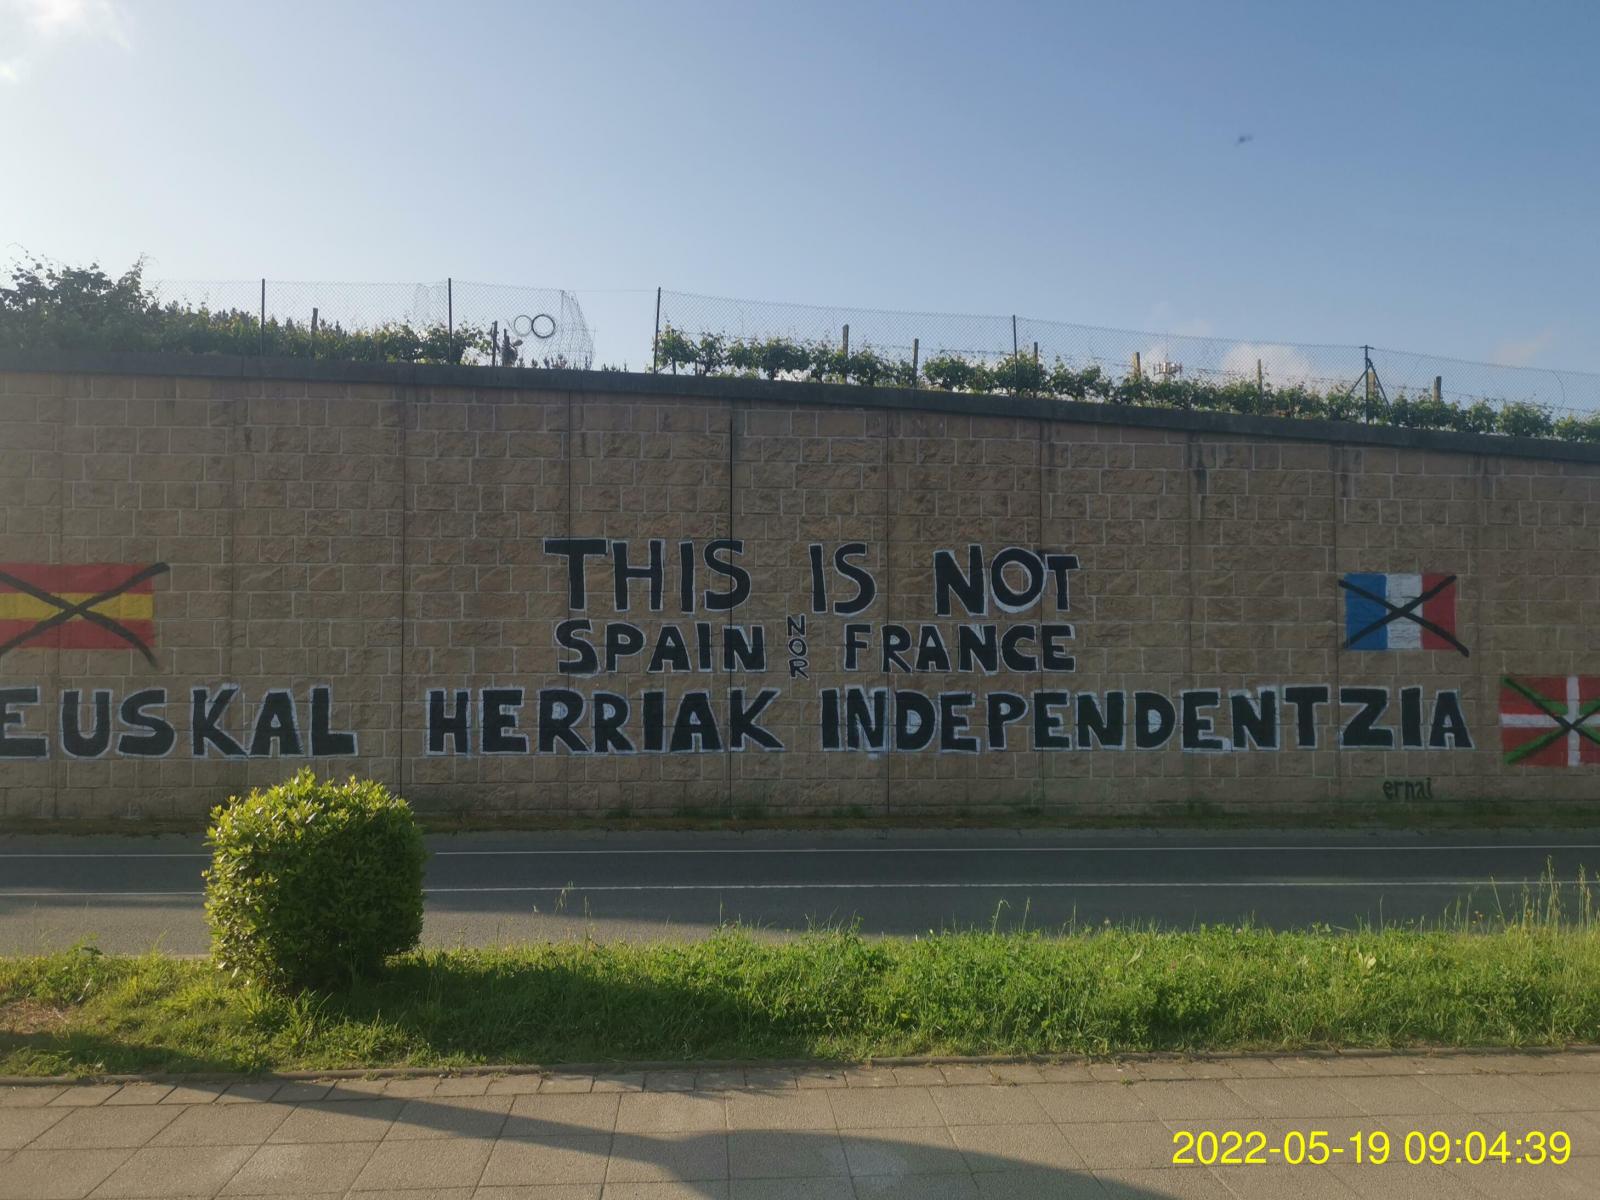 THIS IS NOT
SPAIN NOR FRANCE
EUSKAL HERRIAK INDEPENDENTZIA
ernai
2022-05-19 09:04:39